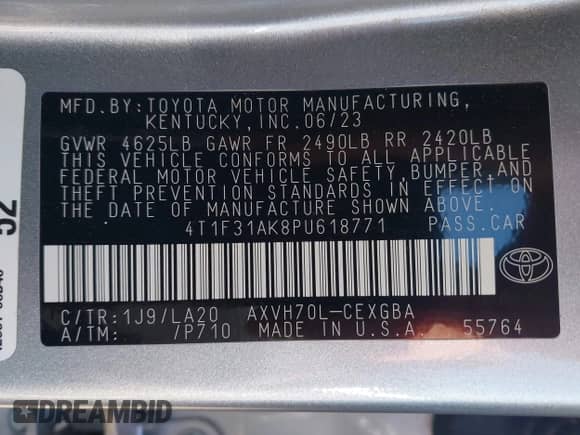 MFD.BY:TOYOTA MOTOR MANUFACTURING,
KENTUCKY,INC.06/23
GVWR 4625LB GAWR FR 2490LB RR 2420LB
THIS VEHICLE CONFORMS TO ALL APPLICABLE
FEDERAL MOTOR VEHICLE SAFETY,BUMPER,AND
THEFT PREVENTION STANDARDS IN EFFECT ON
THE DATE OF MANUFACTURE SHOWN ABOVE.
4T1F31AK8PU618771 PASS.CAR
C/TR:1J9/LA20 AXVH70L-CEXGBA
A/TM: /P710 MADE IN U.S.A. 55764
52
DREAMBID